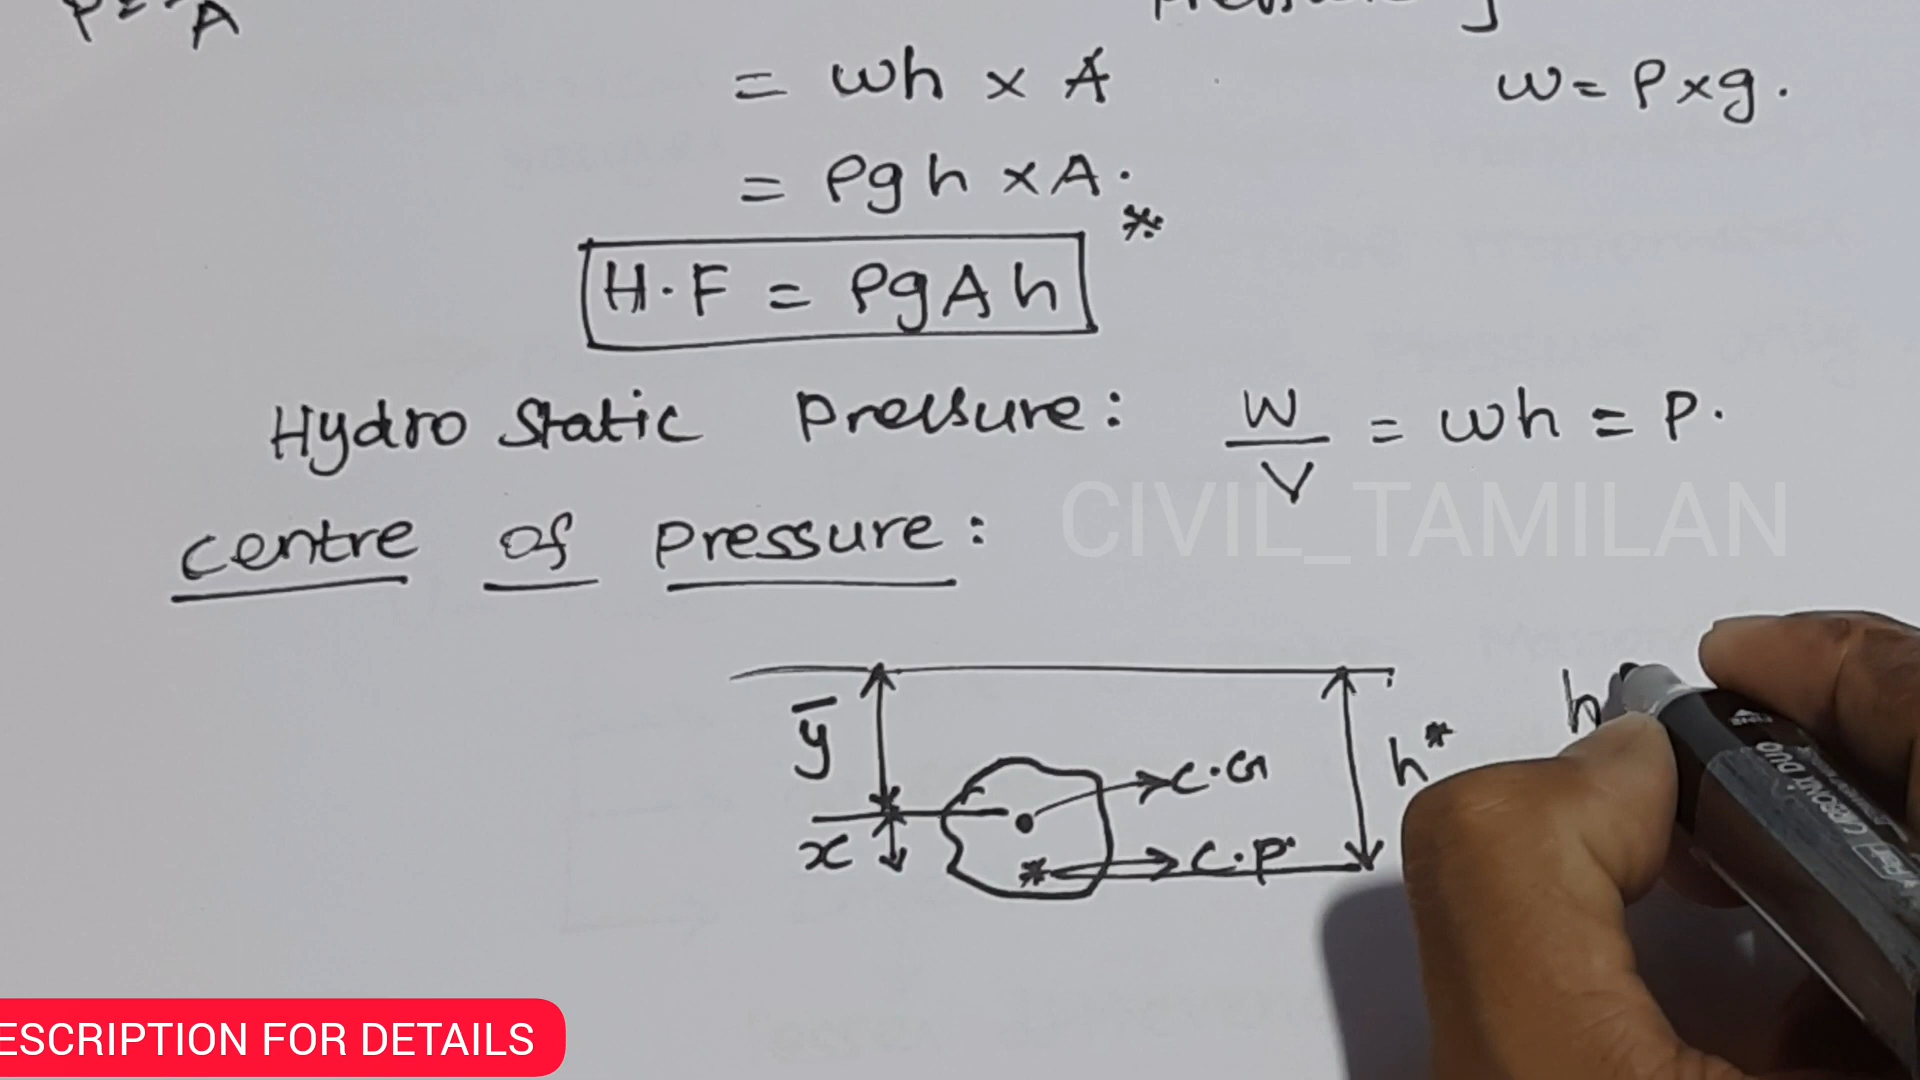 A
= wh × A
w = ρ × g.
= ρgh × A.
*
H.F = ρgAh
Hydro Static Pressure: W/V = wh = P.
CIVIL_TAMILAN
Centre of Pressure:
ȳ
C.G
h*
h
x
* C.P
ESCRIPTION FOR DETAILS